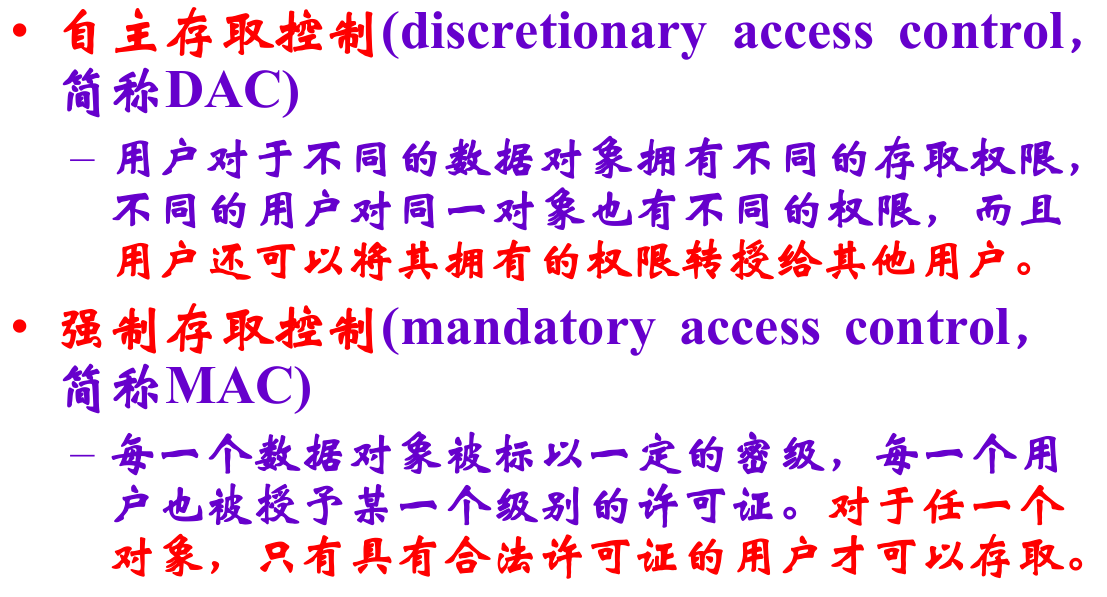 • 自主存取控制(discretionary access control，
简称DAC)
– 用户对于不同的数据对象拥有不同的存取权限，
不同的用户对同一对象也有不同的权限，而且
用户还可以将其拥有的权限转授给其他用户。
• 强制存取控制(mandatory access control，
简称MAC)
– 每一个数据对象被标以一定的密级，每一个用
户也被授予某一个级别的许可证。对于任一个
对象，只有具有合法许可证的用户才可以存取。